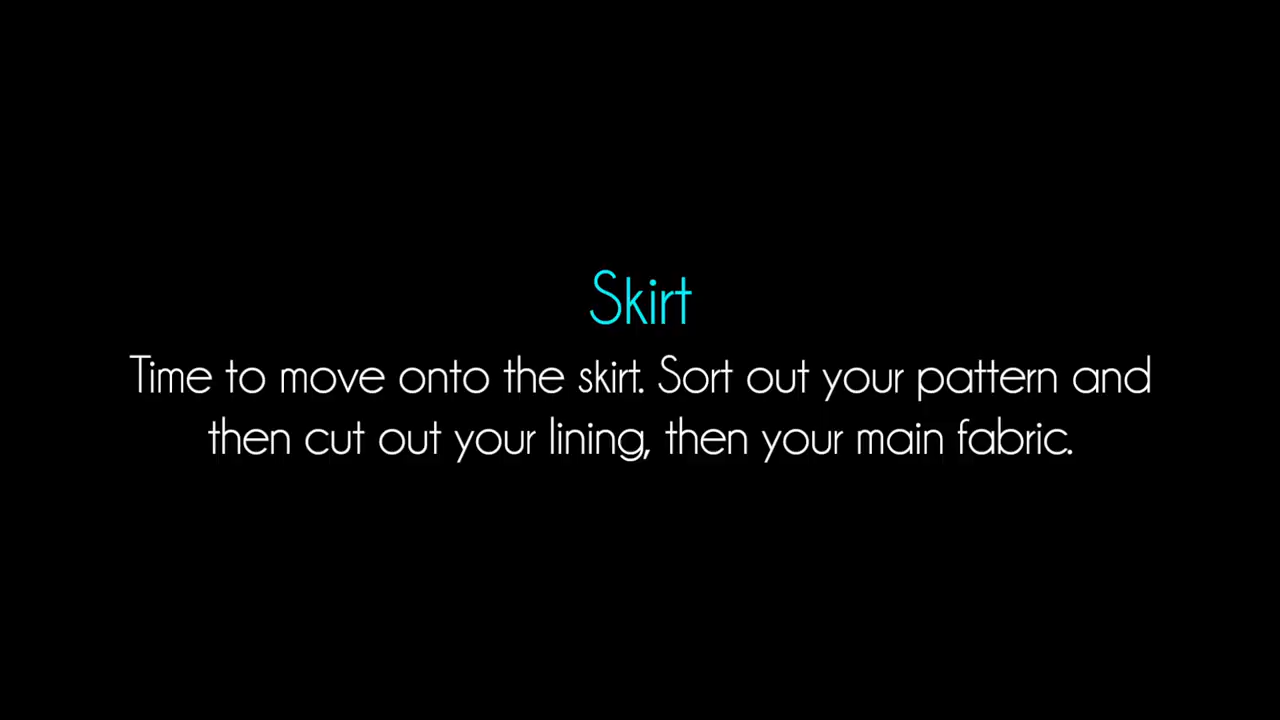 Skirt
Time to move onto the skirt. Sort out your pattern and
then cut out your lining, then your main fabric.